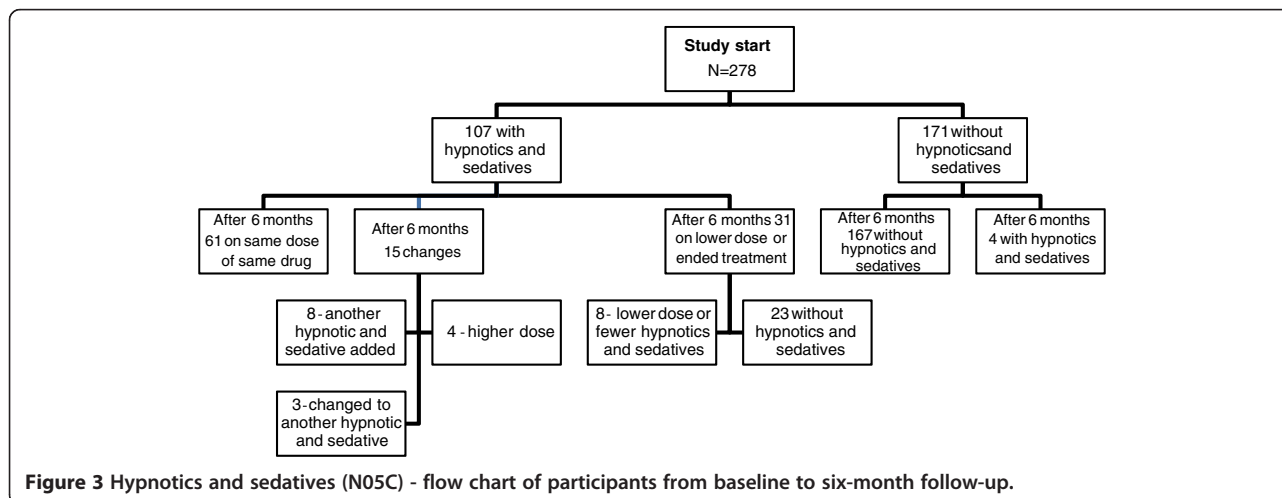 Study start
N=278
107 with
hypnotics and
sedatives
171 without
hypnoticsand
sedatives
After 6 months
61 on same dose
of same drug
After 6 months
15 changes
After 6 months 31
on lower dose or
ended treatment
After 6 months
167 without
hypnotics and
sedatives
After 6 months
4 with hypnotics
and sedatives
8- another
hypnotic and
sedative added
4 - higher dose
8- lower dose or
fewer hypnotics
and sedatives
23 without
hypnotics and
sedatives
3-changed to
another hypnotic
and sedative
Figure 3 Hypnotics and sedatives (N05C) - flow chart of participants from baseline to six-month follow-up.